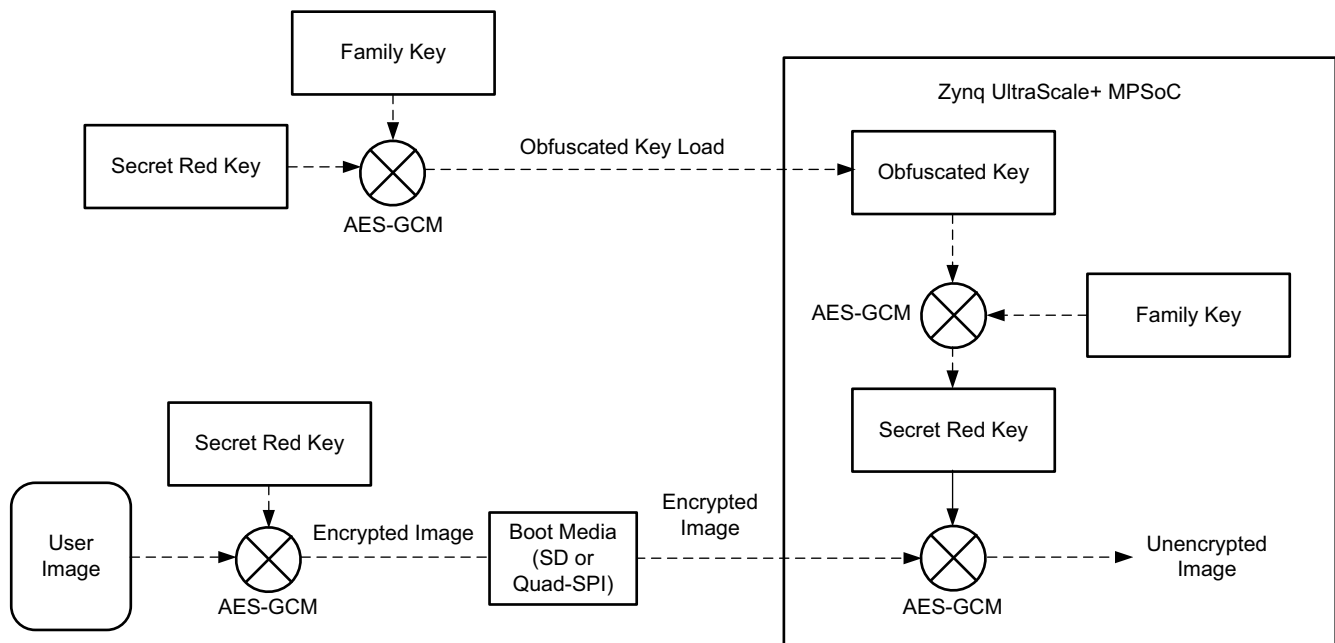 Family Key
Zynq UltraScale+ MPSoC
Secret Red Key
Obfuscated Key Load
Obfuscated Key
AES-GCM
AES-GCM
Family Key
Secret Red Key
Secret Red Key
User
Image
Encrypted Image
Boot Media
(SD or
Quad-SPI)
Encrypted
Image
Unencrypted
Image
AES-GCM
AES-GCM